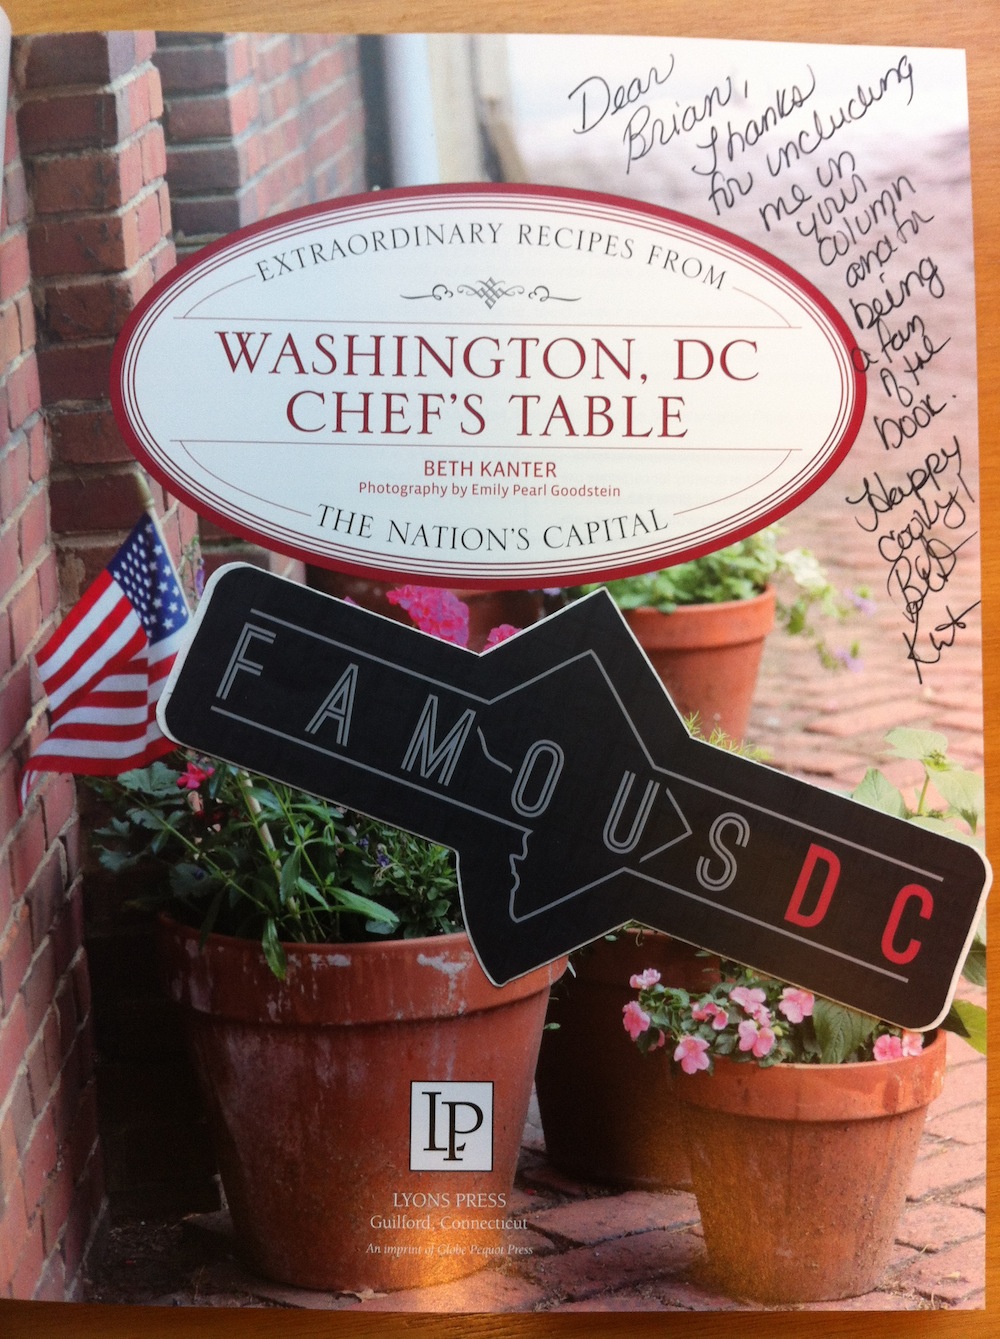 Dear
Brian,
Thanks
for including
me in
your
column
and for
being
a fan
of the
book.
Happy
cooking!
Beth
Kanter
EXTRAORDINARY RECIPES FROM
WASHINGTON, DC
CHEF'S TABLE
BETH KANTER
Photography by Emily Pearl Goodstein
THE NATION'S CAPITAL
FAMOUS DC
LP
LYONS PRESS
Guilford, Connecticut
An imprint of Globe Pequot Press